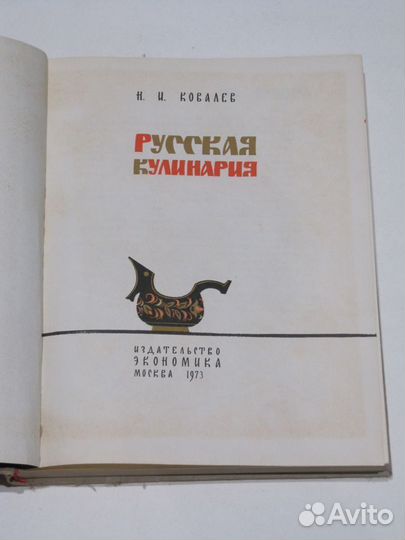 Н. И. КОВАЛЕВ
РУССКАЯ
КУЛИНАРИЯ
ИЗДАТЕЛЬСТВО
ЭКОНОМИКА
МОСКВА 1973
Avito